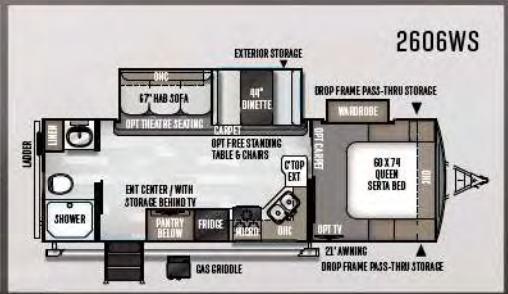 2606WS
EXTERIOR STORAGE
OHC
67" HAB SOFA
44"
DINETTE
DROP FRAME PASS-THRU STORAGE
WARDROBE
OPT THEATRE SEATING
CARPET
OPT FREE STANDING
TABLE & CHAIRS
OPT CARPET
LADDER
LINEN
C'TOP
EXT
60 X 74
QUEEN
SERTA BED
OHC
ENT CENTER / WITH
STORAGE BEHIND TV
SHOWER
PANTRY
BELOW
FRIDGE
MICRO
OHC
OPT TV
21' AWNING
GAS GRIDDLE
DROP FRAME PASS-THRU STORAGE